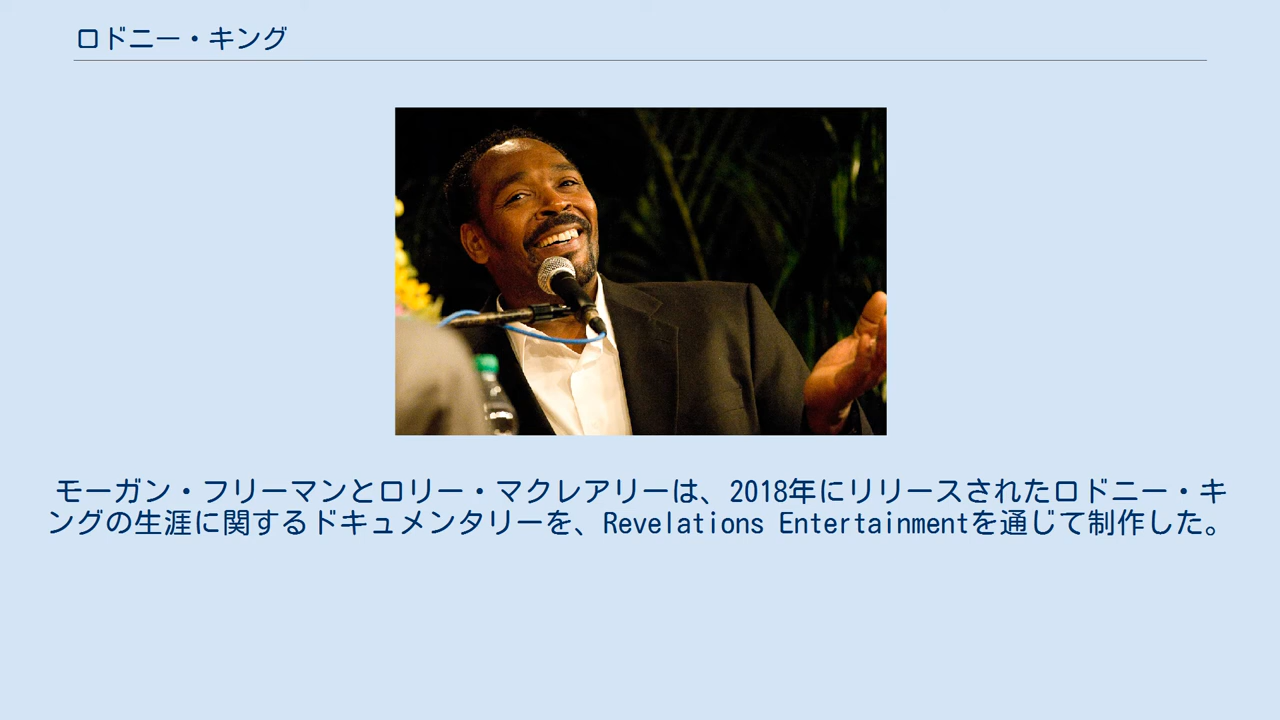 ロドニー・キング
モーガン・フリーマンとロリー・マクレアリーは、2018年にリリースされたロドニー・キ
ングの生涯に関するドキュメンタリーを、Revelations Entertainmentを通じて制作した。